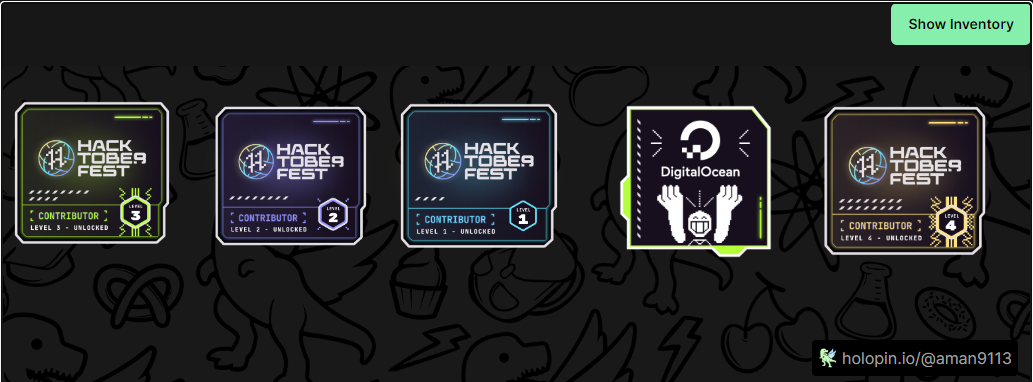 Show Inventory
HACK
TOBER
FEST
CONTRIBUTOR
LEVEL
3
LEVEL 3 - UNLOCKED
HACK
TOBER
FEST
CONTRIBUTOR
LEVEL
2
LEVEL 2 - UNLOCKED
HACK
TOBER
FEST
CONTRIBUTOR
LEVEL
1
LEVEL 1 - UNLOCKED
DigitalOcean
HACK
TOBER
FEST
CONTRIBUTOR
LEVEL
4
LEVEL 4 - UNLOCKED
holopin.io/@aman9113